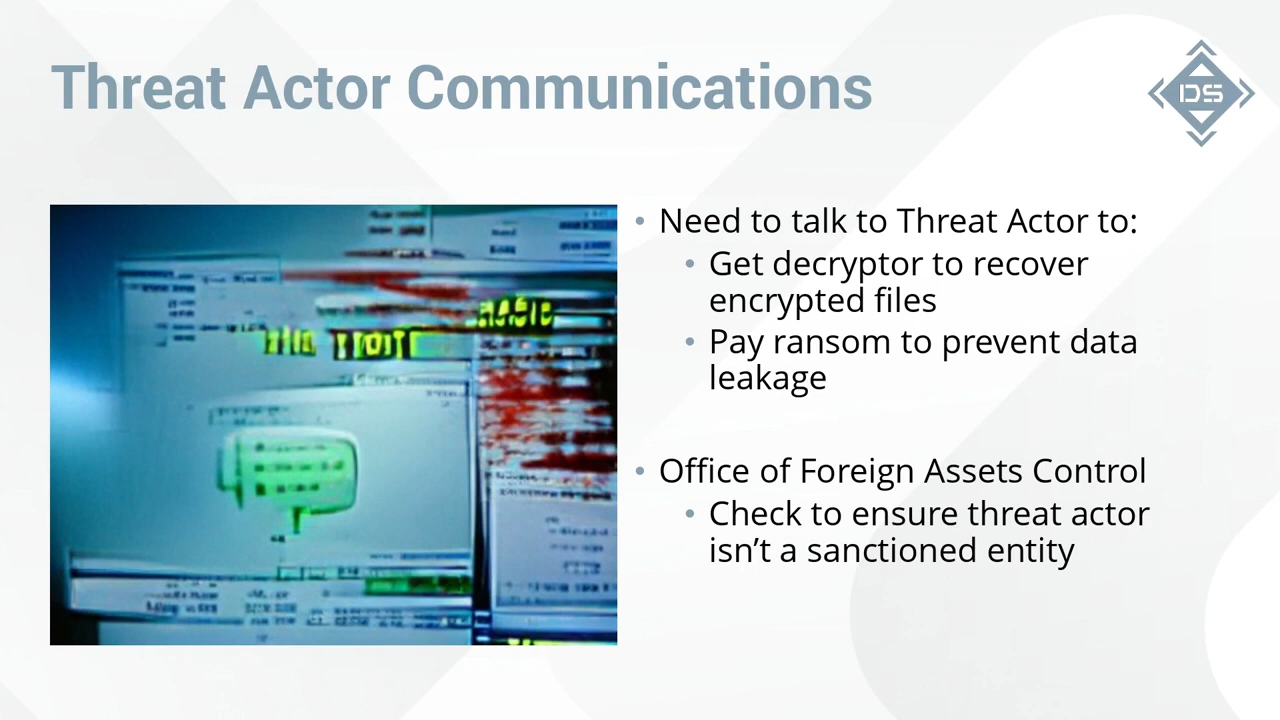 Threat Actor Communications
DS
• Need to talk to Threat Actor to:
• Get decryptor to recover
encrypted files
• Pay ransom to prevent data
leakage
• Office of Foreign Assets Control
• Check to ensure threat actor
isn’t a sanctioned entity